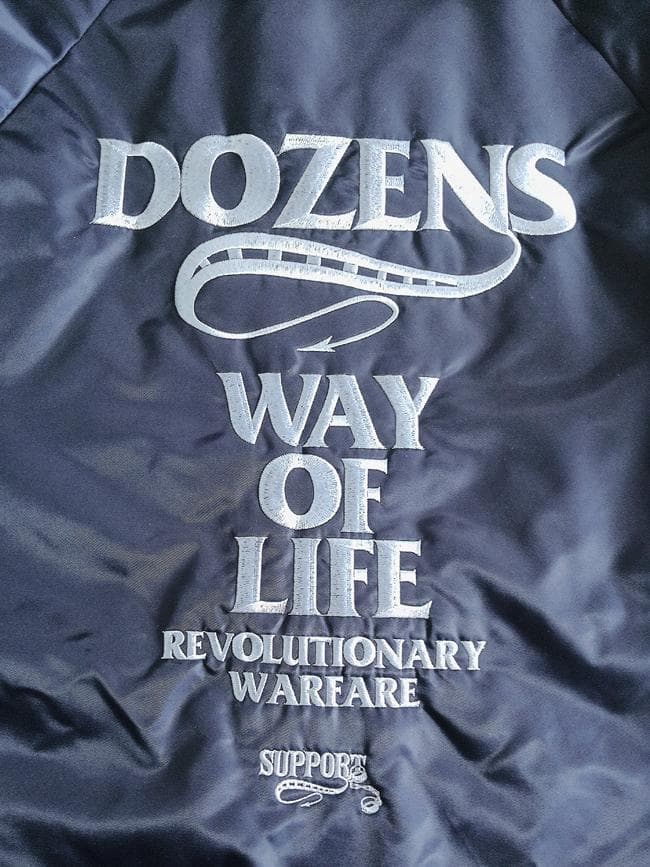 DOZENS
WAY
OF
LIFE
REVOLUTIONARY
WARFARE
SUPPORT